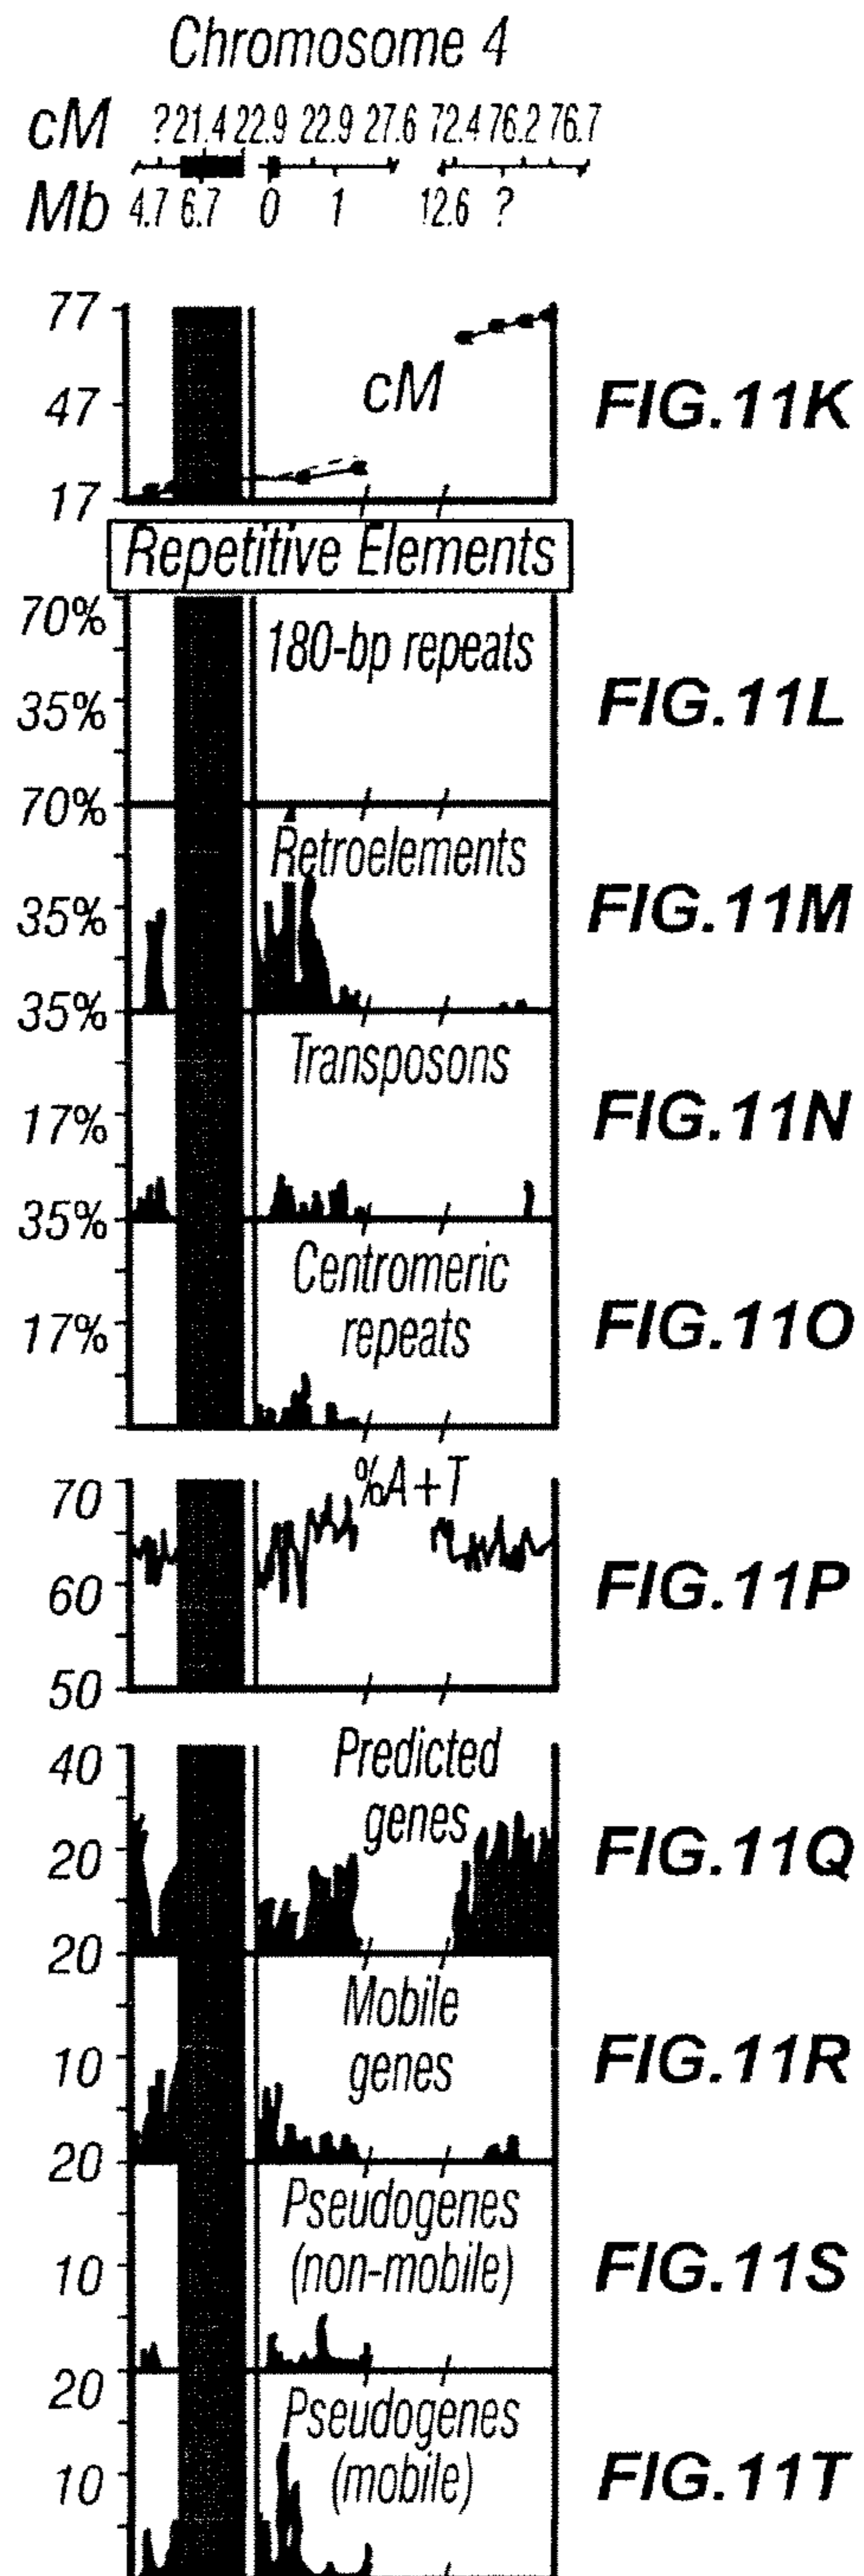 Chromosome 4
cM ?21.4 22.9 22.9 27.6 72.4 76.2 76.7
Mb 4.7 6.7 0 1 12.6 ?
77
47
17
cM
FIG.11K
Repetitive Elements
70%
35%
180-bp repeats
FIG.11L
70%
35%
Retroelements
FIG.11M
35%
17%
Transposons
FIG.11N
35%
17%
Centromeric
repeats
FIG.11O
%A+T
70
60
50
FIG.11P
40
20
Predicted
genes
FIG.11Q
20
10
Mobile
genes
FIG.11R
20
10
Pseudogenes
(non-mobile)
FIG.11S
20
10
Pseudogenes
(mobile)
FIG.11T